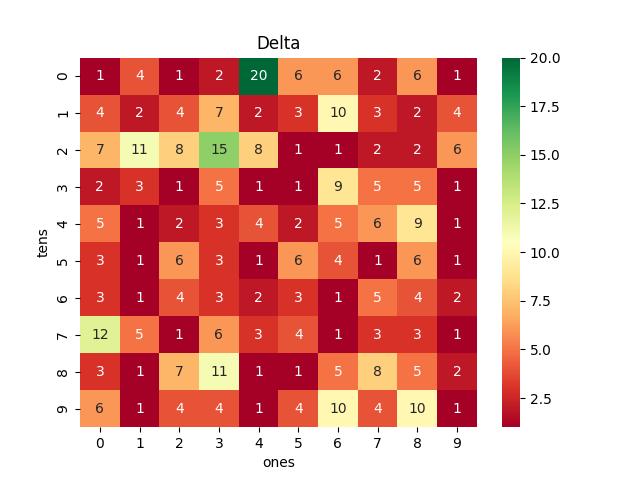 Delta
0 1 4 1 2 20 6 6 2 6 1
1 4 2 4 7 2 3 10 3 2 4
2 7 11 8 15 8 1 1 2 2 6
3 2 3 1 5 1 1 9 5 5 1
4 5 1 2 3 4 2 5 6 9 1
5 3 1 6 3 1 6 4 1 6 1
6 3 1 4 3 2 3 1 5 4 2
7 12 5 1 6 3 4 1 3 3 1
8 3 1 7 11 1 1 5 8 5 2
9 6 1 4 4 1 4 10 4 10 1
0 1 2 3 4 5 6 7 8 9
ones
tens
20.0
17.5
15.0
12.5
10.0
7.5
5.0
2.5